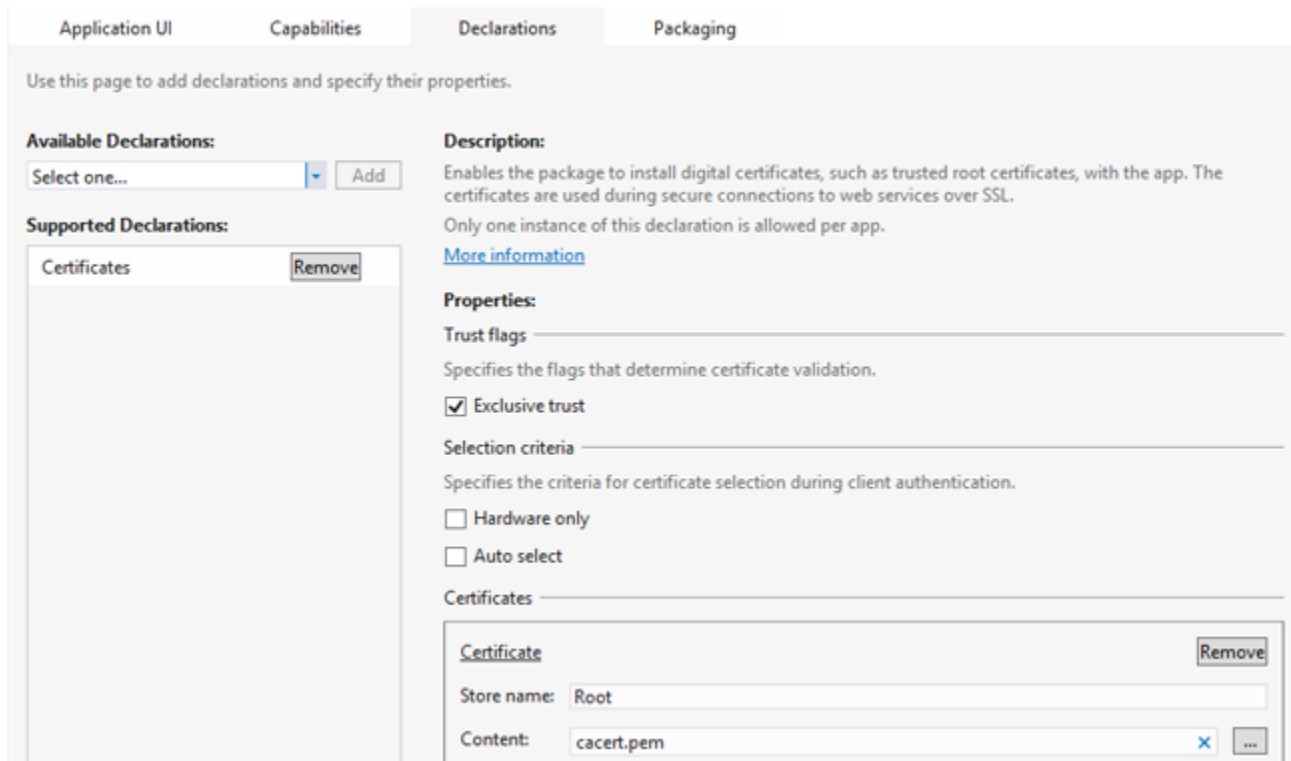 Application UI Capabilities Declarations Packaging
Use this page to add declarations and specify their properties.
Available Declarations:
Select one... Add
Supported Declarations:
Certificates Remove
Description:
Enables the package to install digital certificates, such as trusted root certificates, with the app. The
certificates are used during secure connections to web services over SSL.
Only one instance of this declaration is allowed per app.
More information
Properties:
Trust flags
Specifies the flags that determine certificate validation.
Exclusive trust
Selection criteria
Specifies the criteria for certificate selection during client authentication.
Hardware only
Auto select
Certificates
Certificate Remove
Store name: Root
Content: cacert.pem ...